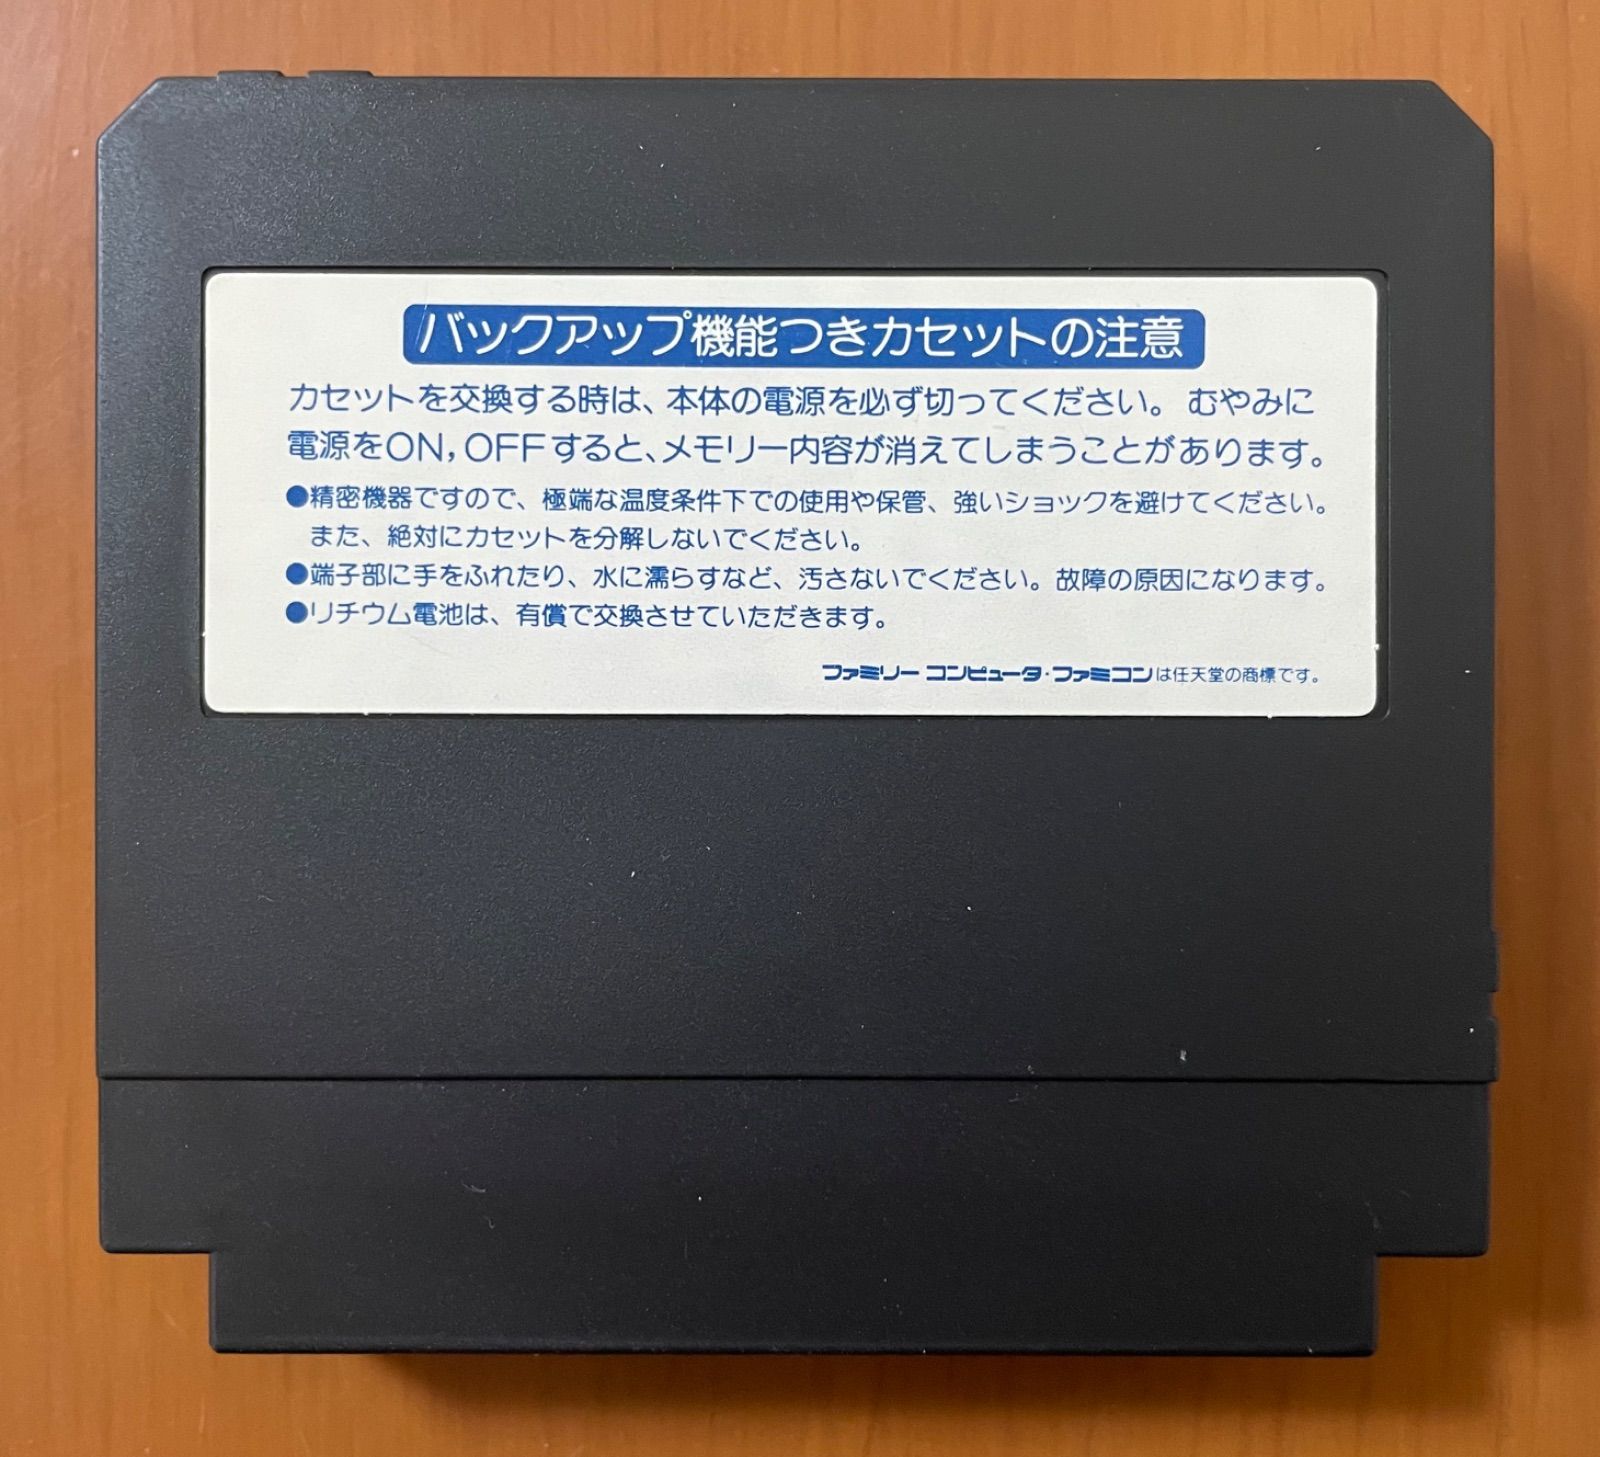 バックアップ機能つきカセットの注意
カセットを交換する時は、本体の電源を必ず切ってください。むやみに
電源をON,OFFすると、メモリー内容が消えてしまうことがあります。
●精密機器ですので、極端な温度条件下での使用や保管、強いショックを避けてください。
また、絶対にカセットを分解しないでください。
●端子部に手をふれたり、水に濡らすなど、汚さないでください。故障の原因になります。
●リチウム電池は、有償で交換させていただきます。
ファミリー コンピュータ・ファミコンは任天堂の商標です。